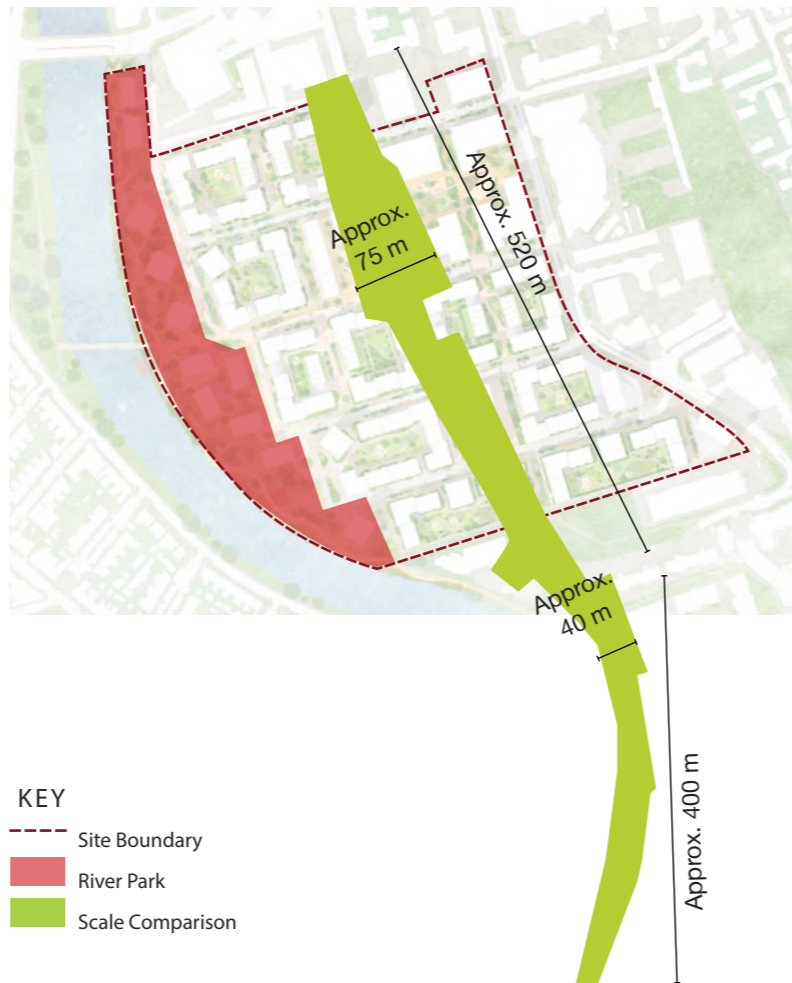 Approx.
75 m
Approx. 520 m
Approx.
40 m
Approx. 400 m
KEY
Site Boundary
River Park
Scale Comparison